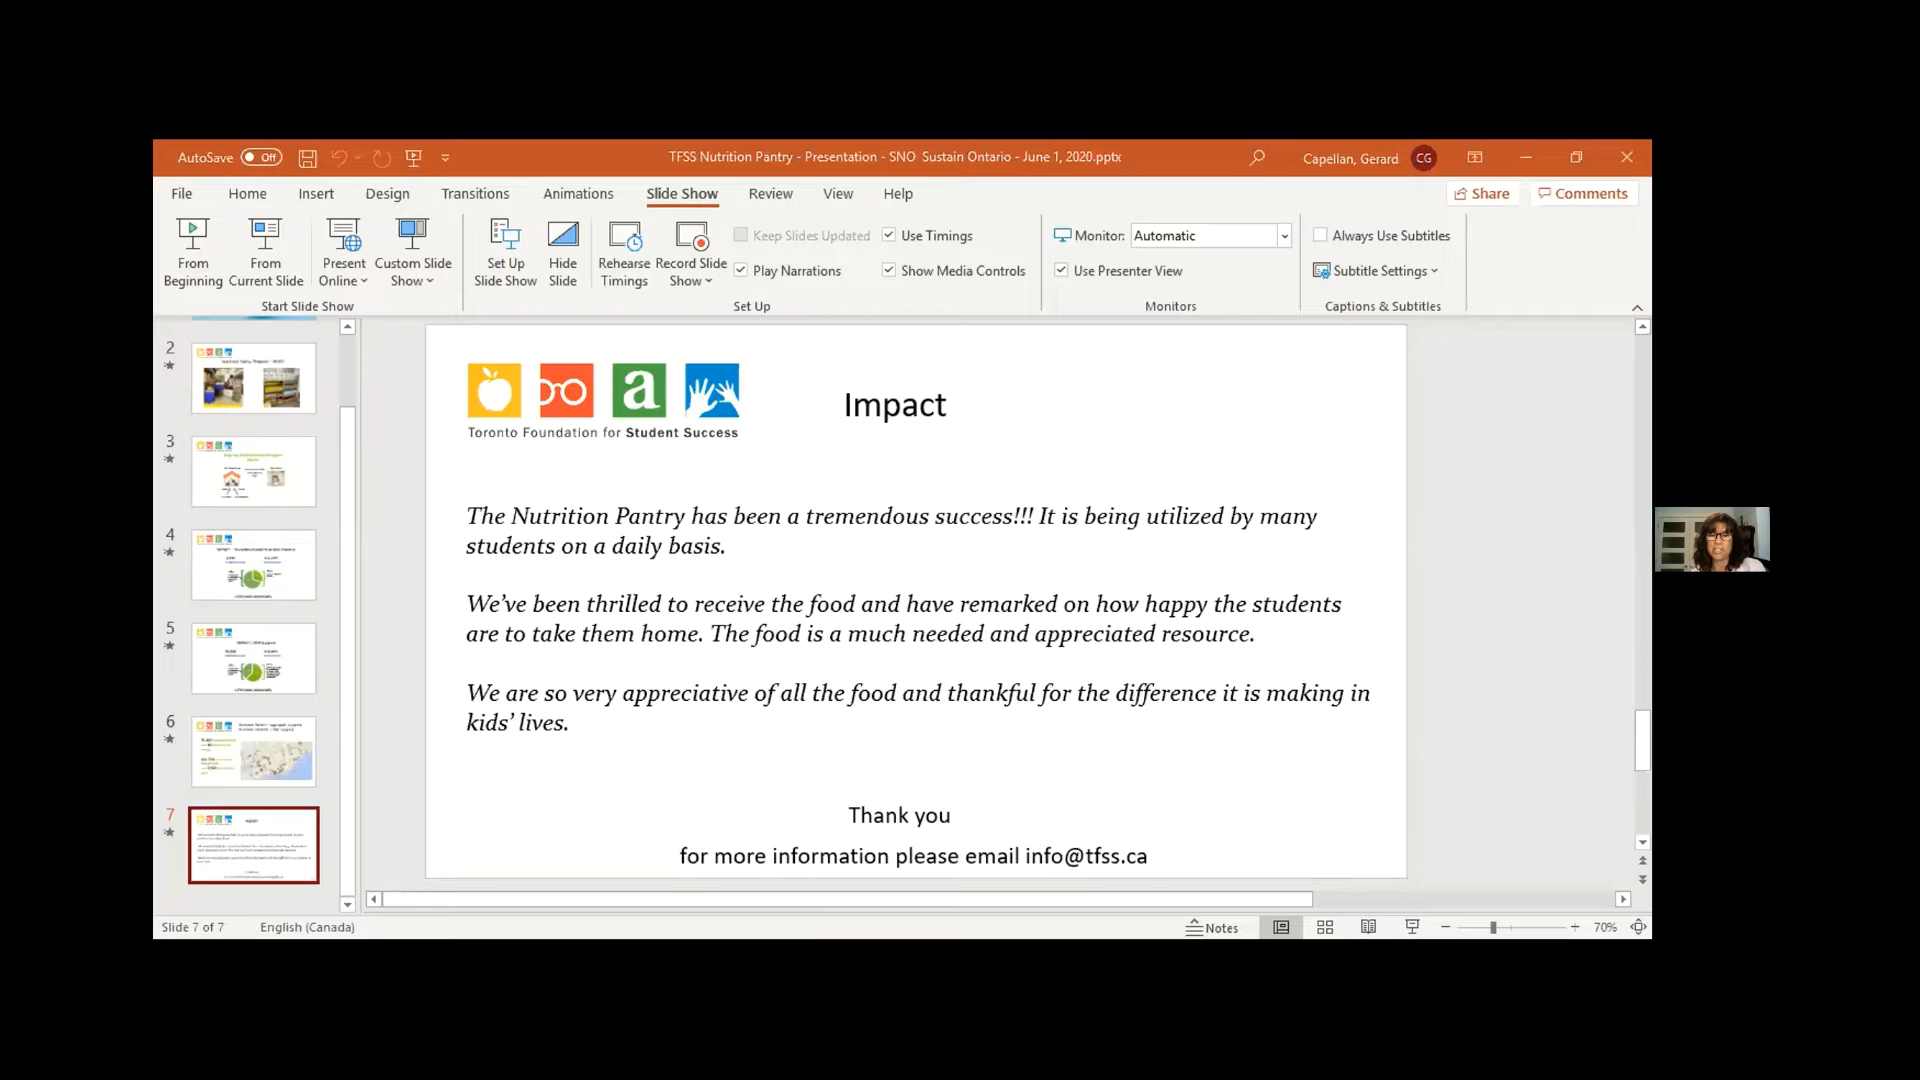 AutoSave Off
TFSS Nutrition Pantry - Presentation - SNO Sustain Ontario - June 1, 2020.pptx
Capellan, Gerard CG
File Home Insert Design Transitions Animations Slide Show Review View Help
Share Comments
From Beginning
From Current Slide
Present Online
Custom Slide Show
Set Up Slide Show
Hide Slide
Rehearse Timings
Record Slide Show
Keep Slides Updated
Play Narrations
Use Timings
Show Media Controls
Monitor: Automatic
Use Presenter View
Always Use Subtitles
Subtitle Settings
Start Slide Show
Set Up
Monitors
Captions & Subtitles
2
3
4
5
6
7
a
Toronto Foundation for Student Success
Impact
The Nutrition Pantry has been a tremendous success!!! It is being utilized by many
students on a daily basis.
We've been thrilled to receive the food and have remarked on how happy the students
are to take them home. The food is a much needed and appreciated resource.
We are so very appreciative of all the food and thankful for the difference it is making in
kids' lives.
Thank you
for more information please email info@tfss.ca
Slide 7 of 7
English (Canada)
Notes
70%